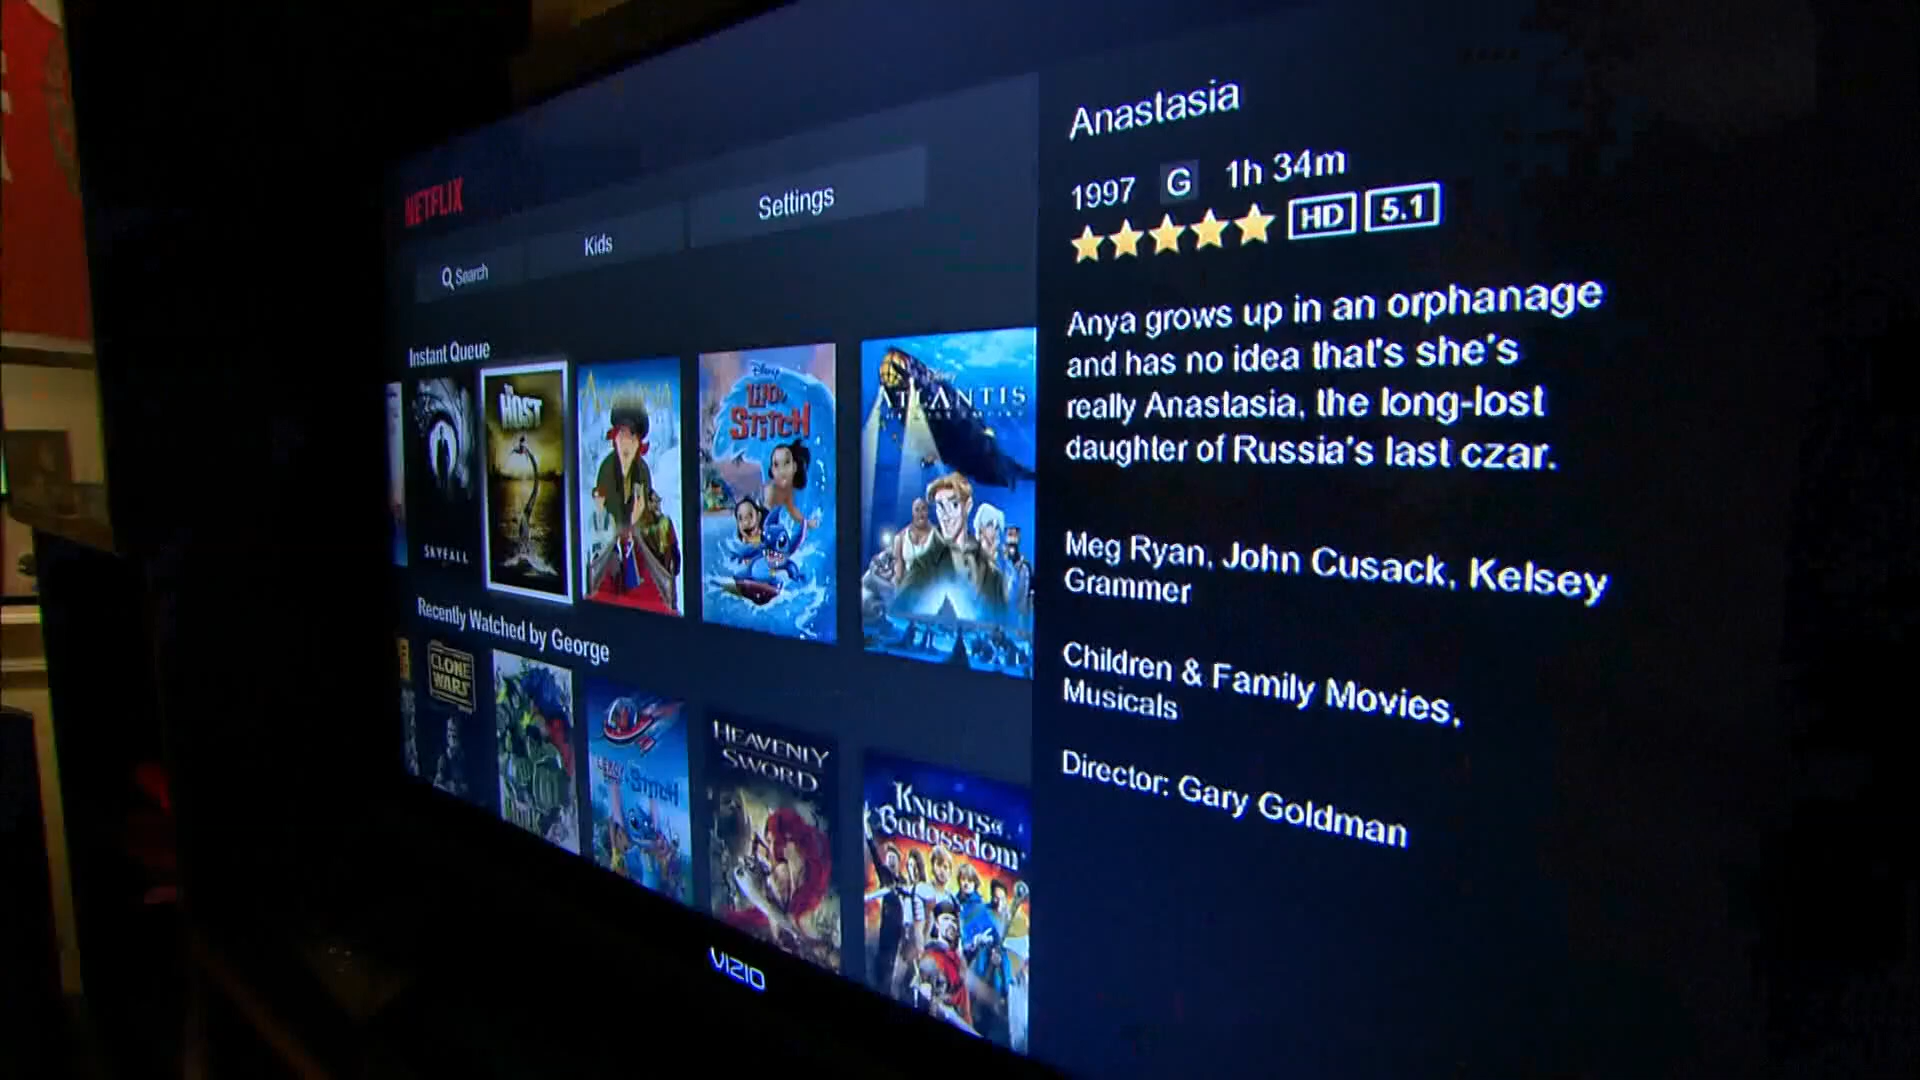 NETFLIX
Search
Kids
Settings
Instant Queue
SKYFALL
THE HOST
ANASTASIA
Disney
Lilo & STITCH
ATLANTIS
Recently Watched by George
CLONE WARS
STITCH
HEAVENLY SWORD
KNIGHTS of Badassdom
VIZIO
Anastasia
1997 G 1h 34m
HD 5.1
Anya grows up in an orphanage
and has no idea that's she's
really Anastasia, the long-lost
daughter of Russia's last czar.
Meg Ryan, John Cusack, Kelsey
Grammer
Children & Family Movies,
Musicals
Director: Gary Goldman